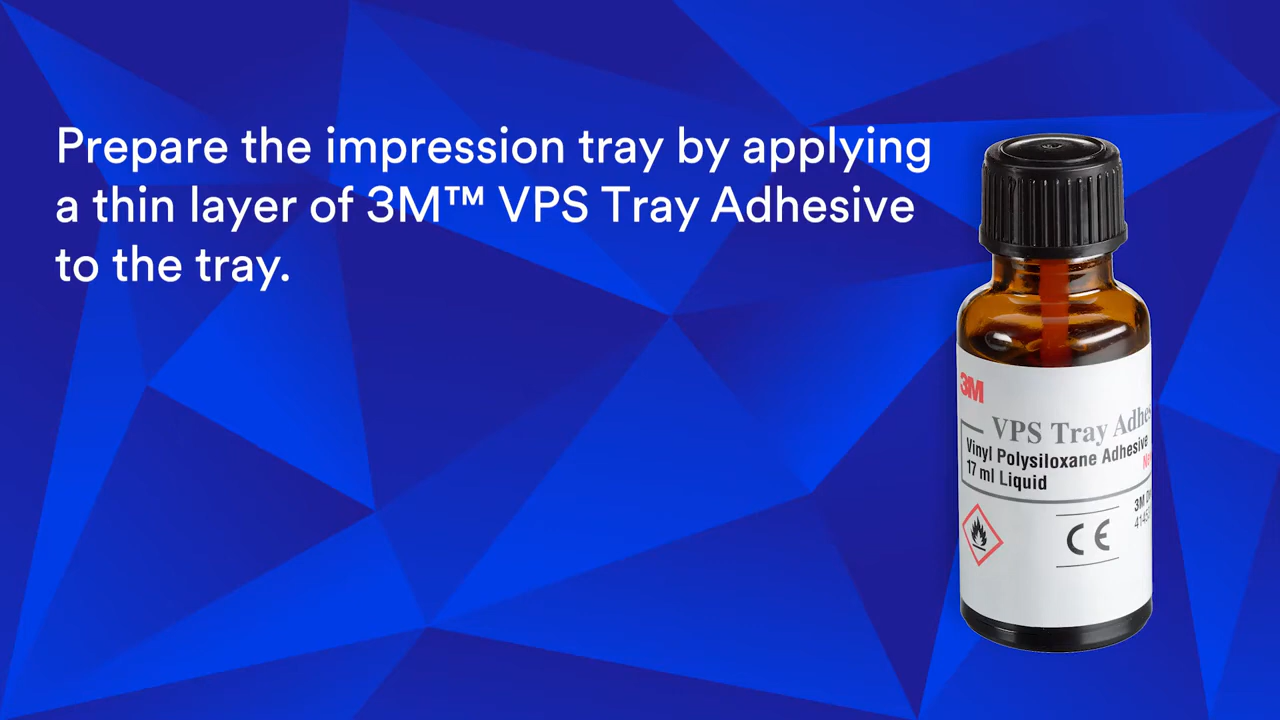 Prepare the impression tray by applying
a thin layer of 3M™ VPS Tray Adhesive
to the tray.
3M
VPS Tray
Vinyl Polysiloxane Adhesive
17 ml Liquid
3M
CE